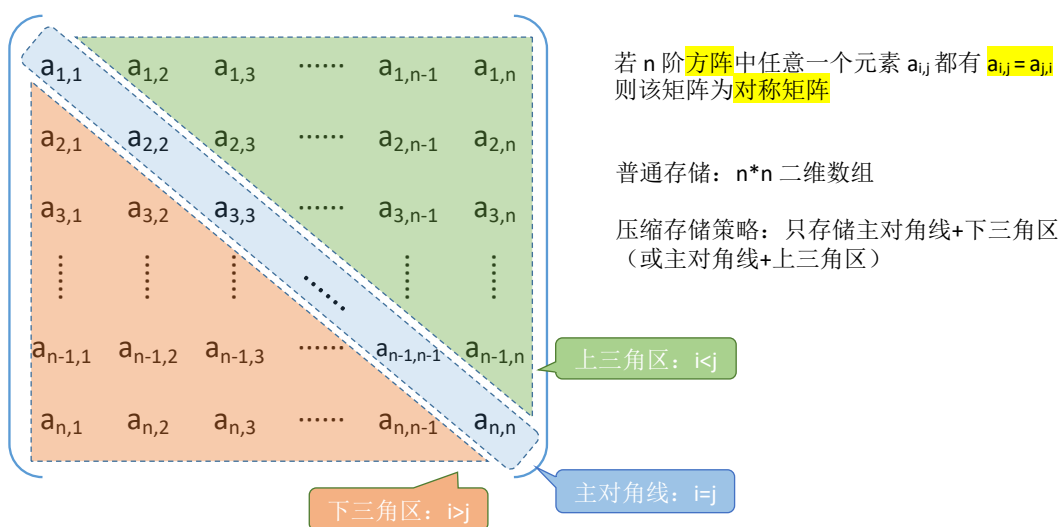 a1,1 a1,2 a1,3 ······ a1,n-1 a1,n
a2,1 a2,2 a2,3 ······ a2,n-1 a2,n
a3,1 a3,2 a3,3 a3,n-1 a3,n
······ ······ ······ ······ ······ ······
an-1,1 an-1,2 an-1,3 ······ an-1,n-1 an-1,n
an,1 an,2 an,3 ······ an,n-1 an,n
若 n 阶方阵中任意一个元素 ai,j 都有 ai,j = aj,i
则该矩阵为对称矩阵
普通存储：n*n 二维数组
压缩存储策略：只存储主对角线+下三角区
（或主对角线+上三角区）
上三角区：i<j
主对角线：i=j
下三角区：i>j